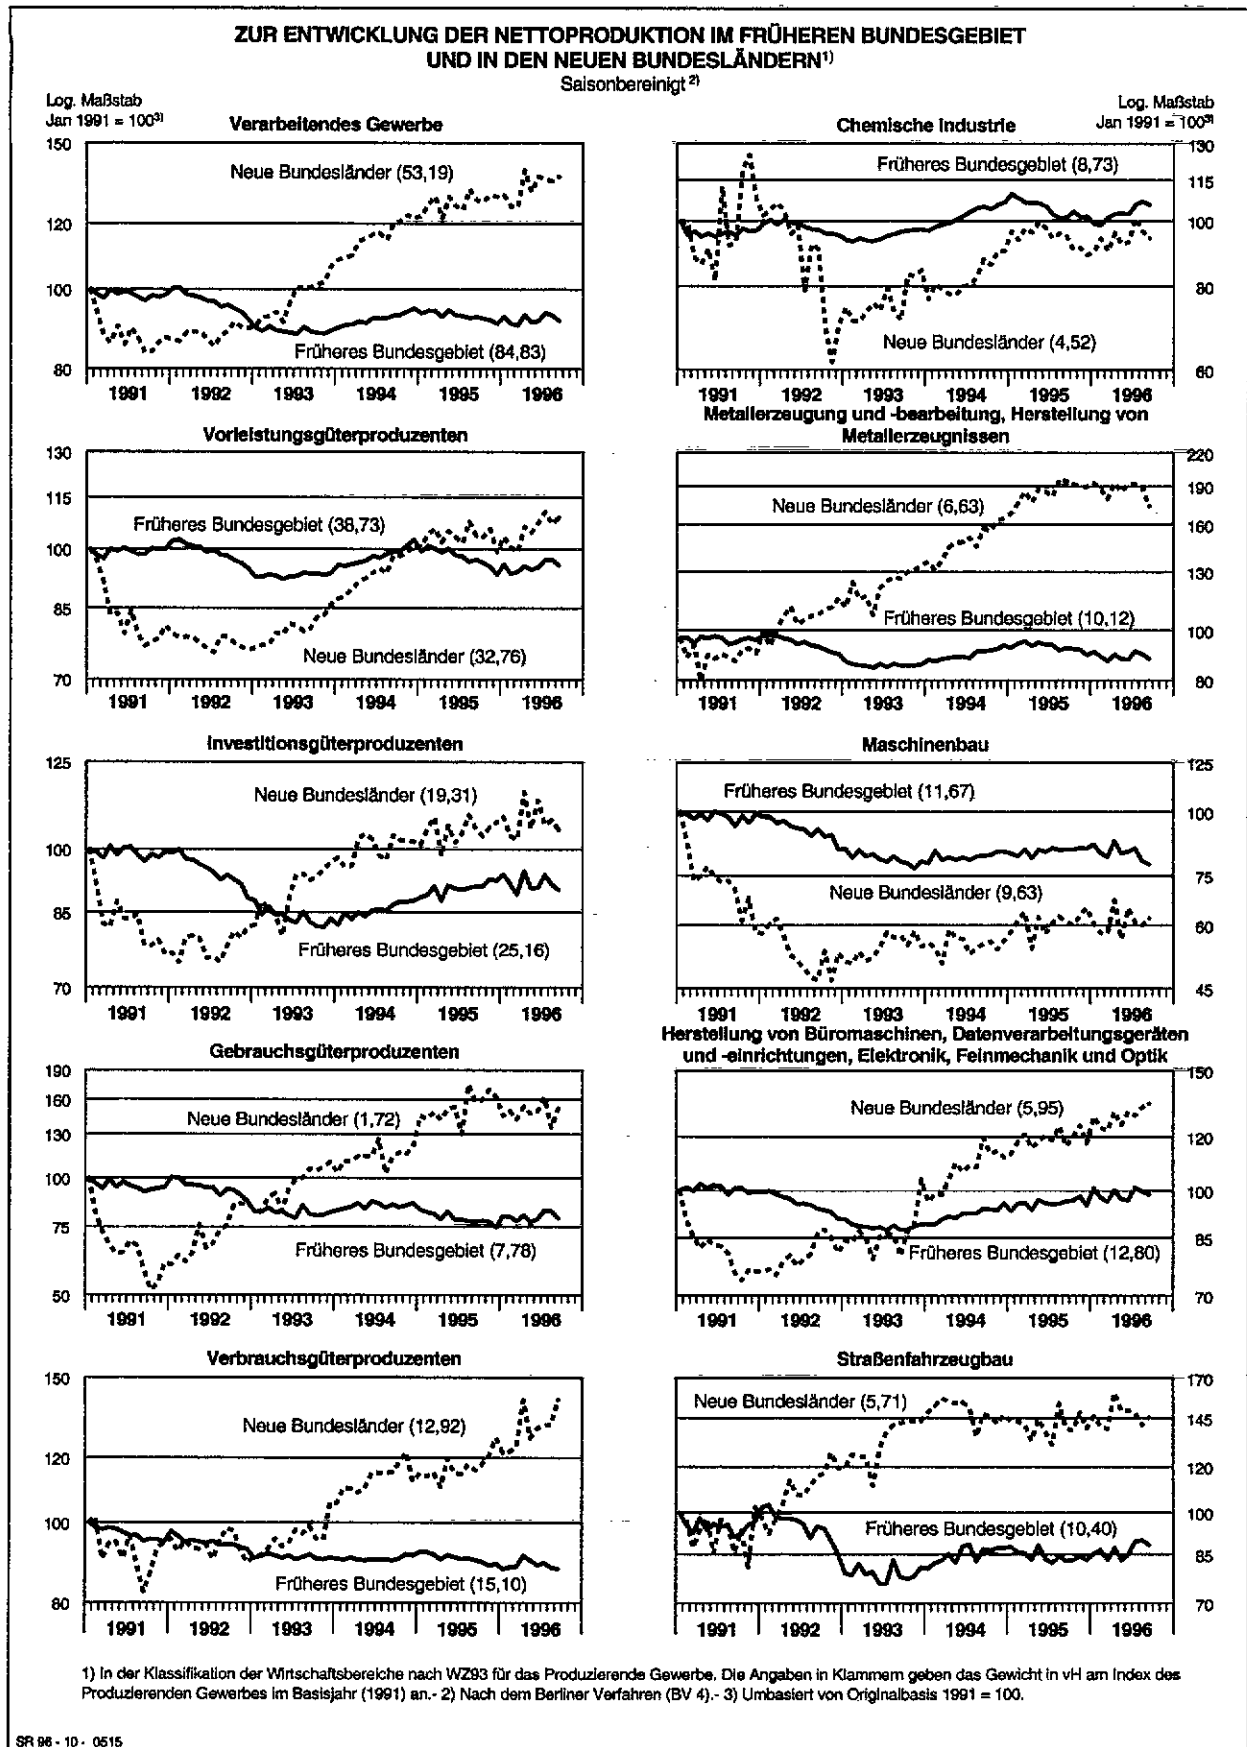 ZUR ENTWICKLUNG DER NETTOPRODUKTION IM FRÜHEREN BUNDESGEBIET
UND IN DEN NEUEN BUNDESLÄNDERN1)
Saisonbereinigt 2)
Log. Maßstab
Jan 1991 = 1003)
Log. Maßstab
Jan 1991 = 1003)
Verarbeitendes Gewerbe
150
120
100
80
Neue Bundesländer (53,19)
Früheres Bundesgebiet (84,83)
1991 1992 1993 1994 1995 1996
Chemische Industrie
130
115
100
80
60
Früheres Bundesgebiet (8,73)
Neue Bundesländer (4,52)
1991 1992 1993 1994 1995 1996
Vorleistungsgüterproduzenten
130
115
100
85
70
Früheres Bundesgebiet (38,73)
Neue Bundesländer (32,76)
1991 1992 1993 1994 1995 1996
Metallerzeugung und -bearbeitung, Herstellung von
Metallerzeugnissen
220
190
160
130
100
80
Neue Bundesländer (6,63)
Früheres Bundesgebiet (10,12)
1991 1992 1993 1994 1995 1996
Investitionsgüterproduzenten
125
100
85
70
Neue Bundesländer (19,31)
Früheres Bundesgebiet (25,16)
1991 1992 1993 1994 1995 1996
Maschinenbau
125
100
75
60
45
Früheres Bundesgebiet (11,67)
Neue Bundesländer (9,63)
1991 1992 1993 1994 1995 1996
Gebrauchsgüterproduzenten
190
160
130
100
75
50
Neue Bundesländer (1,72)
Früheres Bundesgebiet (7,78)
1991 1992 1993 1994 1995 1996
Herstellung von Büromaschinen, Datenverarbeitungsgeräten
und -einrichtungen, Elektronik, Feinmechanik und Optik
150
120
100
85
70
Neue Bundesländer (5,95)
Früheres Bundesgebiet (12,80)
1991 1992 1993 1994 1995 1996
Verbrauchsgüterproduzenten
150
120
100
80
Neue Bundesländer (12,92)
Früheres Bundesgebiet (15,10)
1991 1992 1993 1994 1995 1996
Straßenfahrzeugbau
170
145
120
100
85
70
Neue Bundesländer (5,71)
Früheres Bundesgebiet (10,40)
1991 1992 1993 1994 1995 1996
1) In der Klassifikation der Wirtschaftsbereiche nach WZ93 für das Produzierende Gewerbe. Die Angaben in Klammern geben das Gewicht in vH am Index des
Produzierenden Gewerbes im Basisjahr (1991) an.- 2) Nach dem Berliner Verfahren (BV 4).- 3) Umbasiert von Originalbasis 1991 = 100.
SR 96 - 10 - 0515